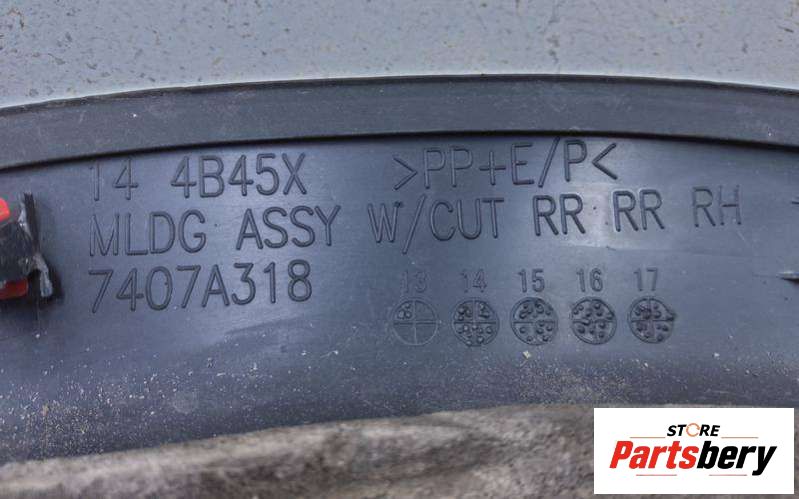 14 4B45X >PP+E/P<
MLDG ASSY W/CUT RR RR RH
7407A318
13 14 15 16 17
STORE
Partsbery